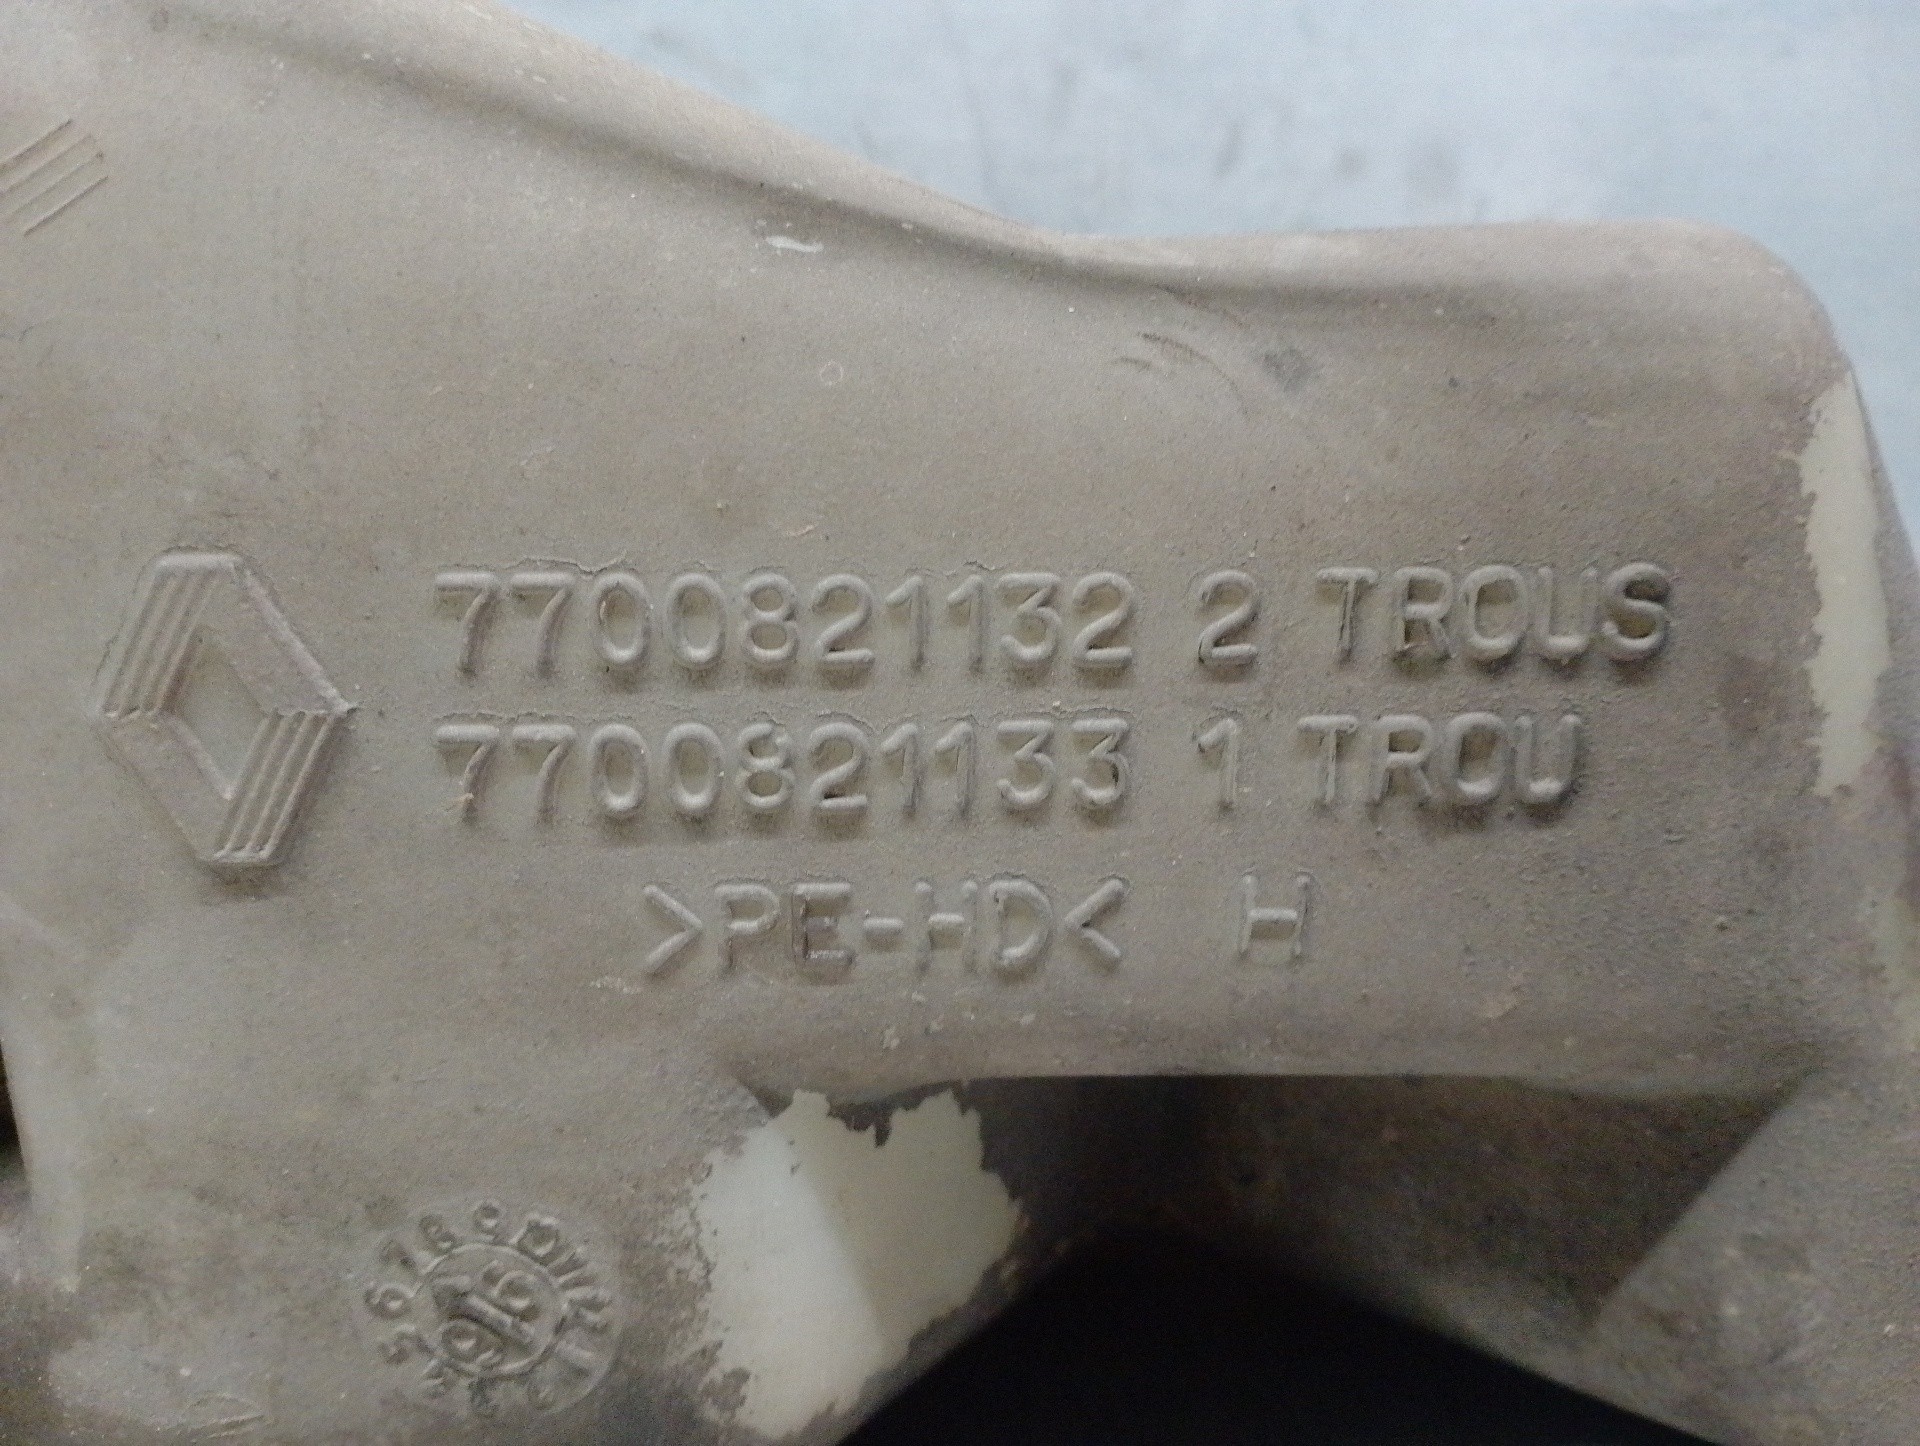 7700821132 2 TROUS
7700821133 1 TROU
>PE-HD< H